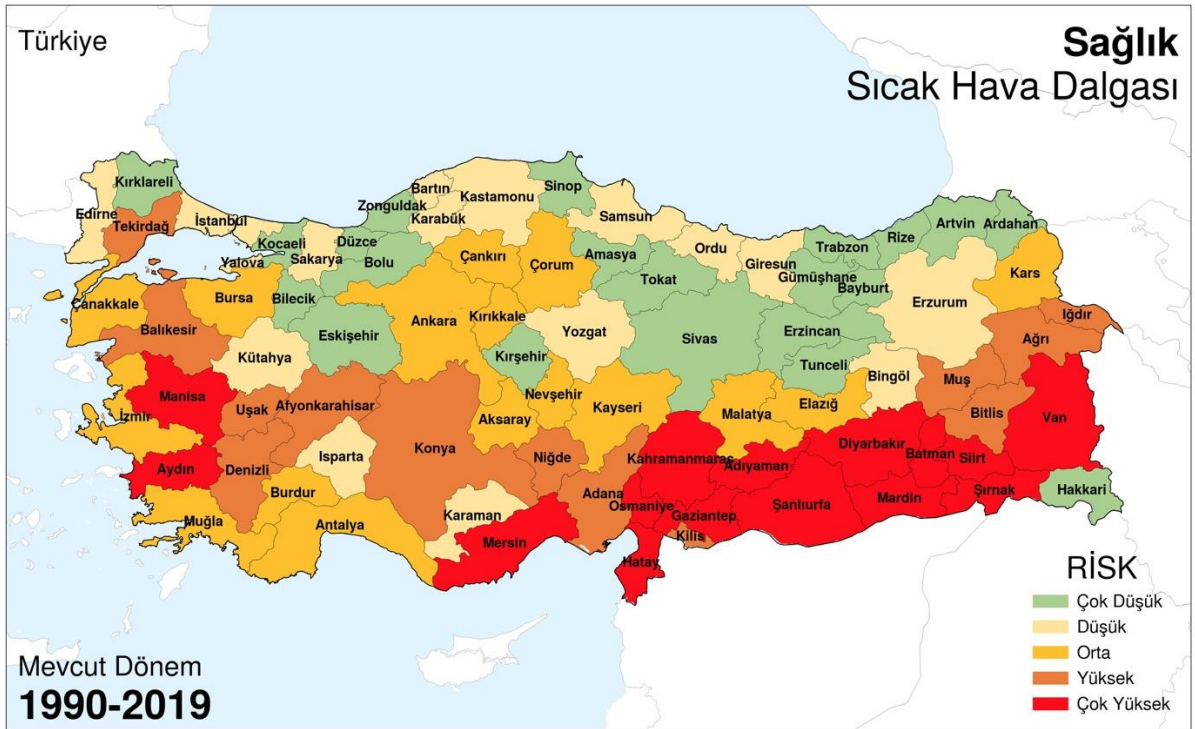 Türkiye
Sağlık
Sıcak Hava Dalgası
Kırklareli
Edirne
Tekirdağ
İstanbul
Kocaeli
Yalova
Sakarya
Düzce
Zonguldak
Bartın
Karabük
Kastamonu
Sinop
Samsun
Ordu
Giresun
Trabzon
Rize
Artvin
Ardahan
Çanakkale
Bursa
Bilecik
Bolu
Çankırı
Çorum
Amasya
Tokat
Gümüşhane
Bayburt
Erzurum
Kars
Balıkesir
Kütahya
Eskişehir
Ankara
Kırıkkale
Yozgat
Sivas
Erzincan
Iğdır
Ağrı
Manisa
Uşak
Afyonkarahisar
Kırşehir
Nevşehir
Kayseri
Malatya
Elazığ
Tunceli
Bingöl
Muş
Bitlis
Van
İzmir
Aydın
Denizli
Isparta
Konya
Aksaray
Niğde
Kahramanmaraş
Adıyaman
Diyarbakır
Batman
Siirt
Şırnak
Hakkari
Muğla
Burdur
Antalya
Karaman
Mersin
Adana
Osmaniye
Gaziantep
Kilis
Şanlıurfa
Mardin
Hatay
RİSK
Çok Düşük
Düşük
Orta
Yüksek
Çok Yüksek
Mevcut Dönem
1990-2019